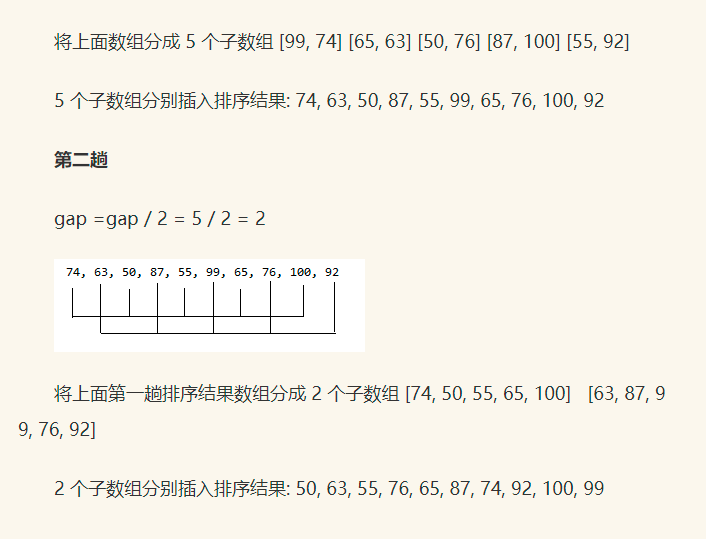 将上面数组分成 5 个子数组 [99, 74] [65, 63] [50, 76] [87, 100] [55, 92]
5 个子数组分别插入排序结果: 74, 63, 50, 87, 55, 99, 65, 76, 100, 92
第二趟
gap =gap / 2 = 5 / 2 = 2
74, 63, 50, 87, 55, 99, 65, 76, 100, 92
将上面第一趟排序结果数组分成 2 个子数组 [74, 50, 55, 65, 100] [63, 87, 9
9, 76, 92]
2 个子数组分别插入排序结果: 50, 63, 55, 76, 65, 87, 74, 92, 100, 99